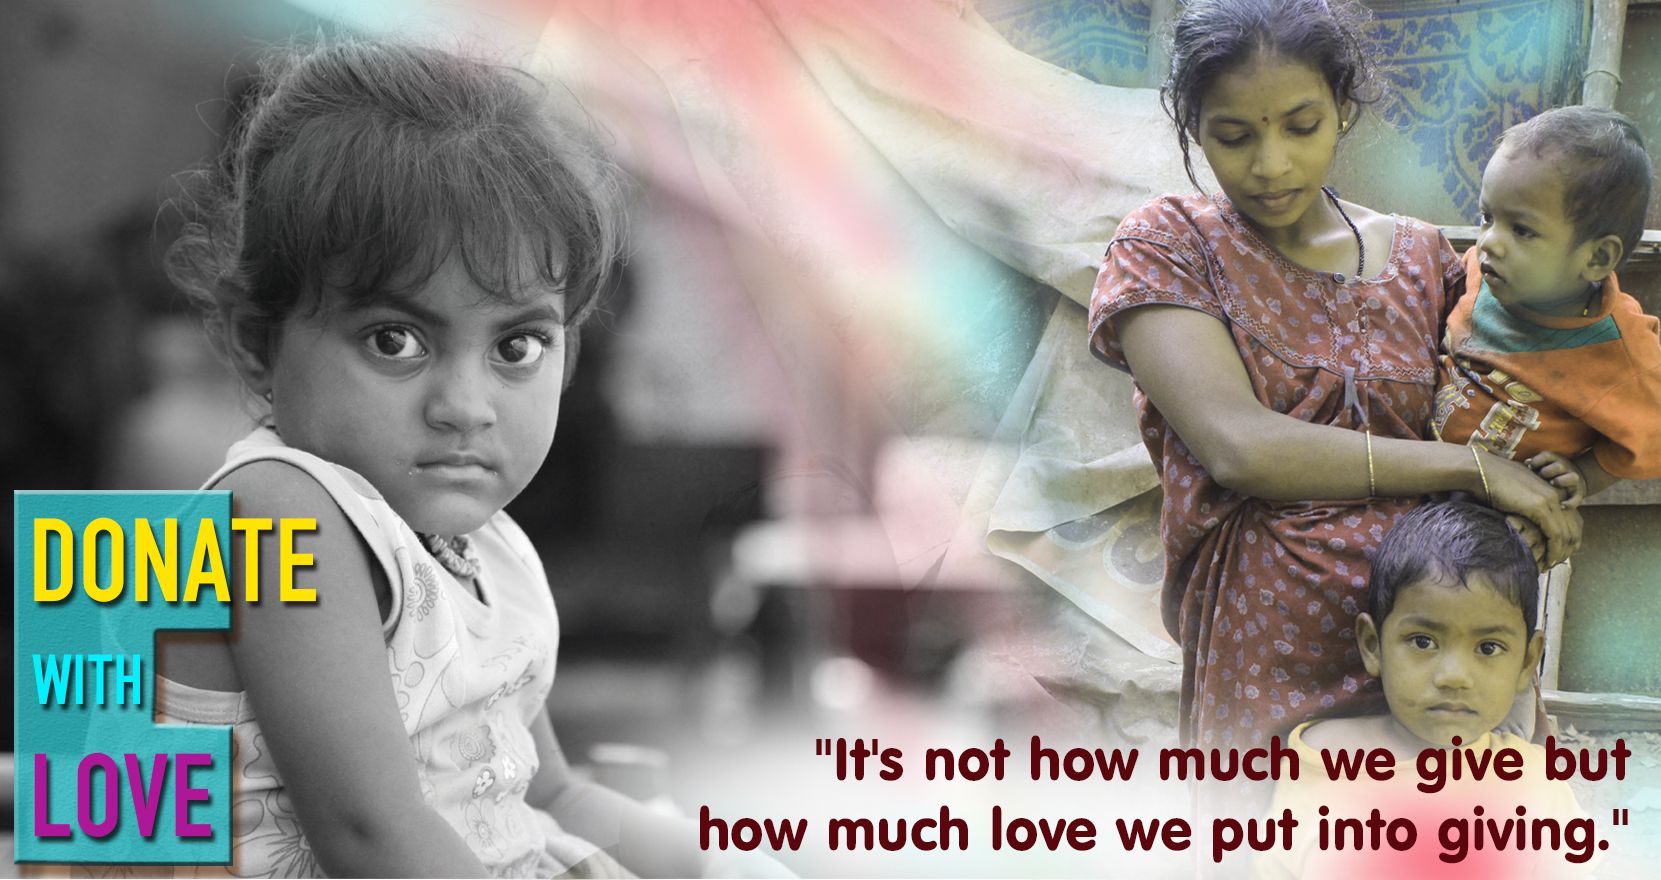 DONATE
WITH
LOVE
"It's not how much we give but
how much love we put into giving."